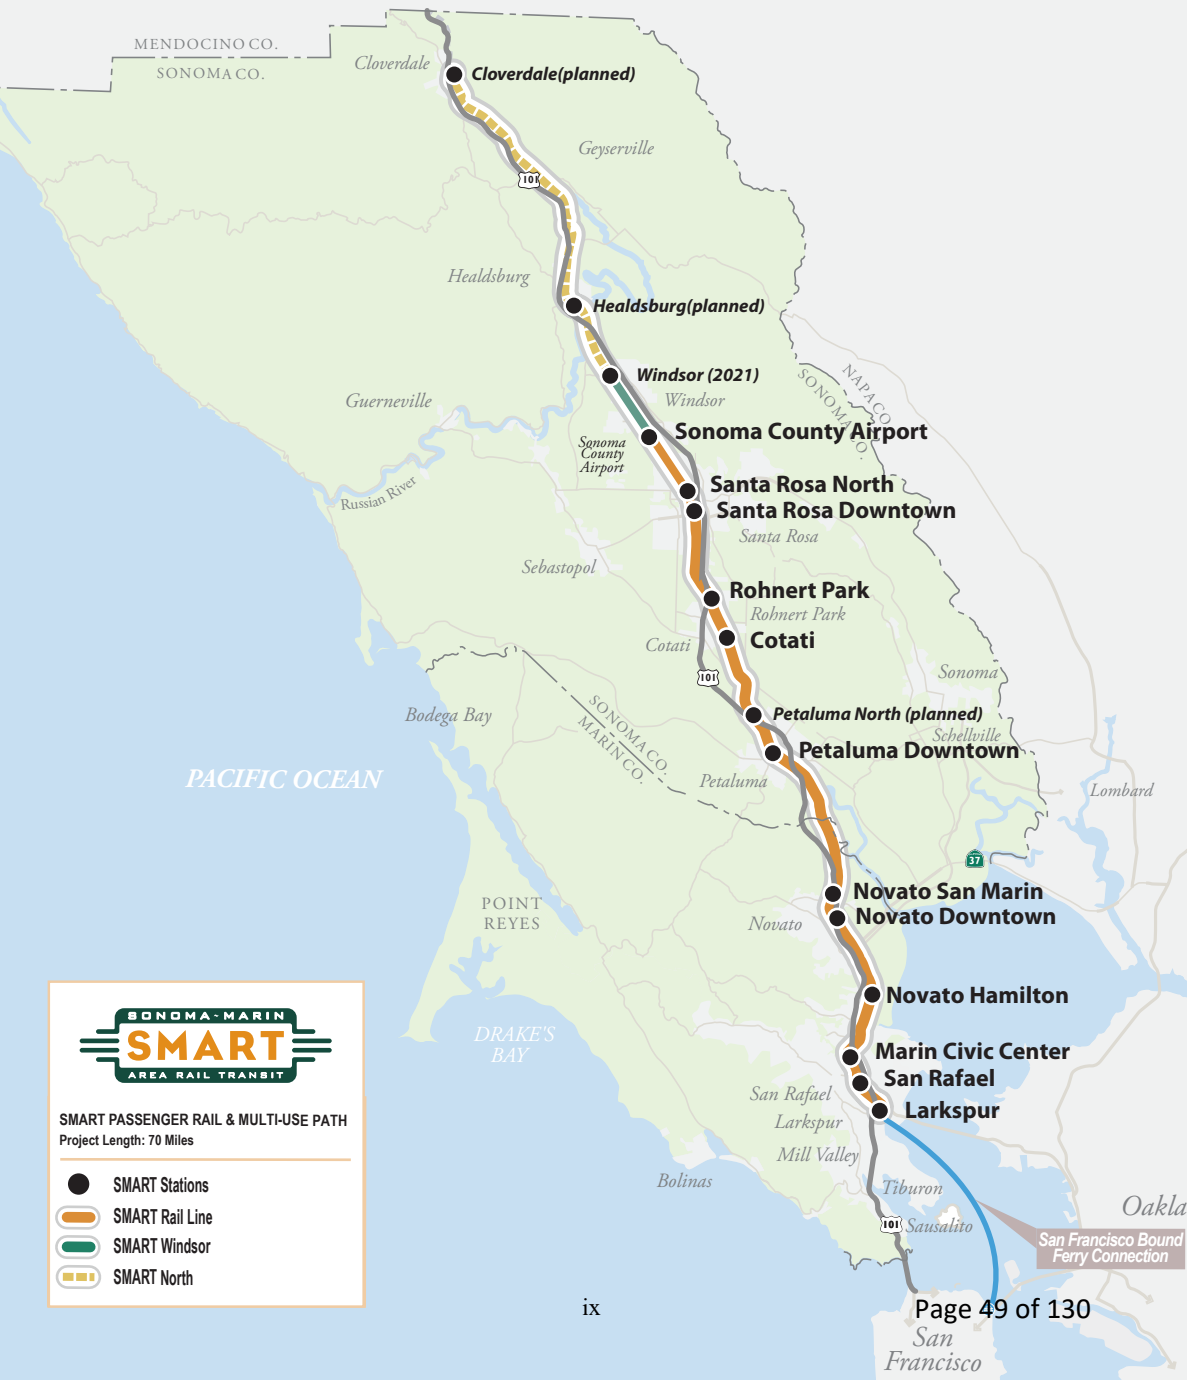 MENDOCINO CO.
SONOMA CO.
Cloverdale
Cloverdale(planned)
Geyserville
101
Healdsburg
Healdsburg(planned)
Windsor (2021)
NAPA CO.
SONOMA CO.
Windsor
Guerneville
Sonoma County Airport
Sonoma
County
Airport
Russian River
Santa Rosa North
Santa Rosa Downtown
Santa Rosa
Sebastopol
Rohnert Park
Rohnert Park
Cotati
Cotati
101
Sonoma
Bodega Bay
SONOMA CO.
MARIN CO.
Petaluma North (planned)
Schellville
Petaluma Downtown
PACIFIC OCEAN
Petaluma
Lombard
37
POINT
REYES
Novato San Marin
Novato Downtown
Novato
Novato Hamilton
DRAKE'S
BAY
Marin Civic Center
San Rafael
San Rafael
Larkspur
Larkspur
Mill Valley
Bolinas
Tiburon
101
Sausalito
Oakla
San Francisco Bound
Ferry Connection
SONOMA~MARIN
SMART
AREA RAIL TRANSIT
SMART PASSENGER RAIL & MULTI-USE PATH
Project Length: 70 Miles
SMART Stations
SMART Rail Line
SMART Windsor
SMART North
ix
Page 49 of 130
San
Francisco